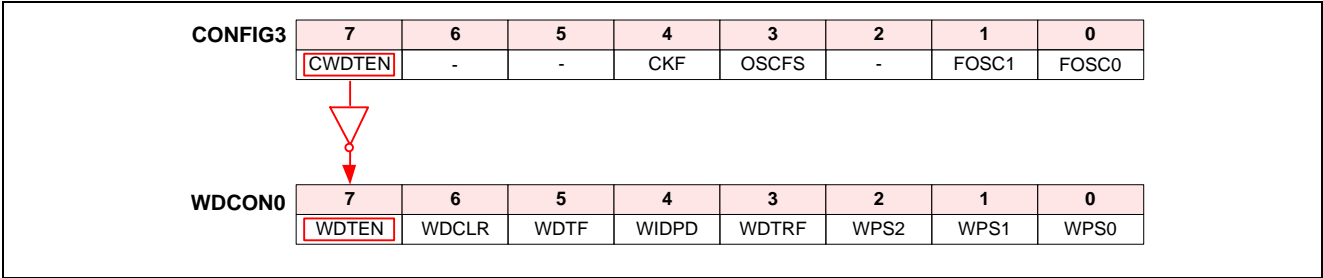 CONFIG3 7 6 5 4 3 2 1 0
CWDTEN - - CKF OSCFS - FOSC1 FOSC0
WDCON0 7 6 5 4 3 2 1 0
WDTEN WDCLR WDTF WIDPD WDTRF WPS2 WPS1 WPS0